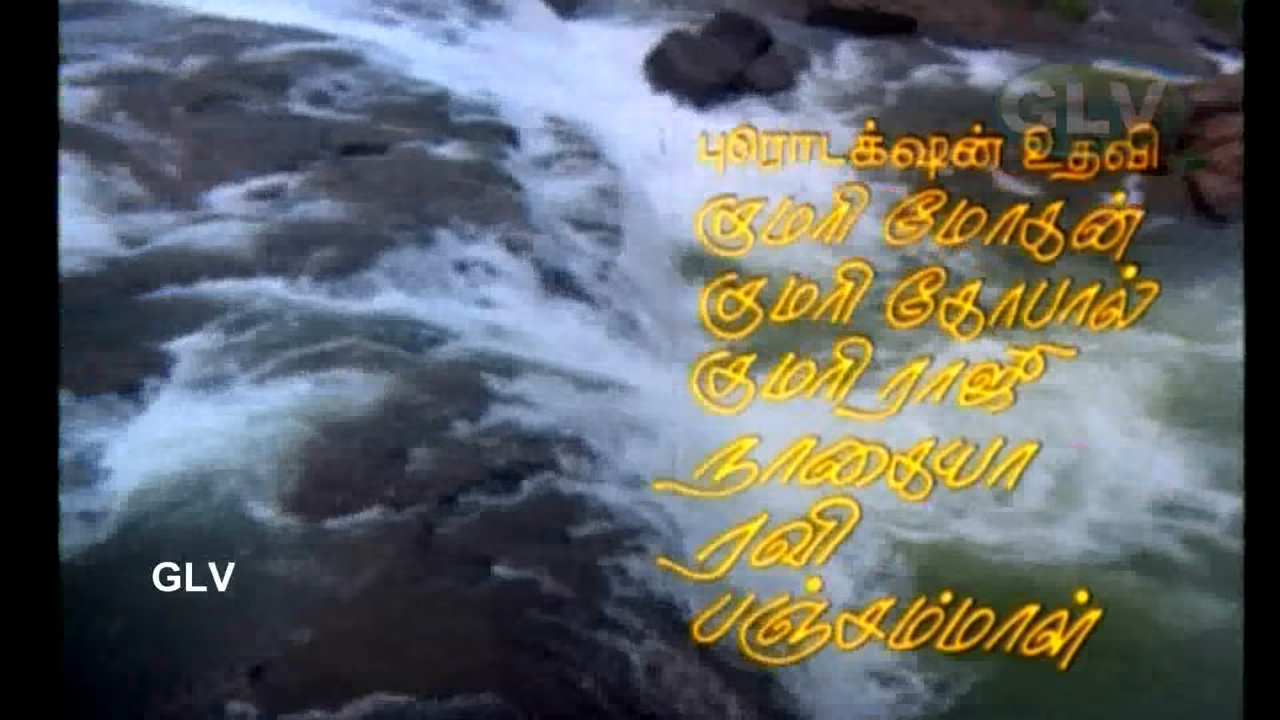 GLV
புரொடக்‌ஷன் உதவி
குமரி மோகன்
குமரி கோபால்
குமரி ராஜூ
நாகையா
ரவி
பஞ்சம்மாள்
GLV